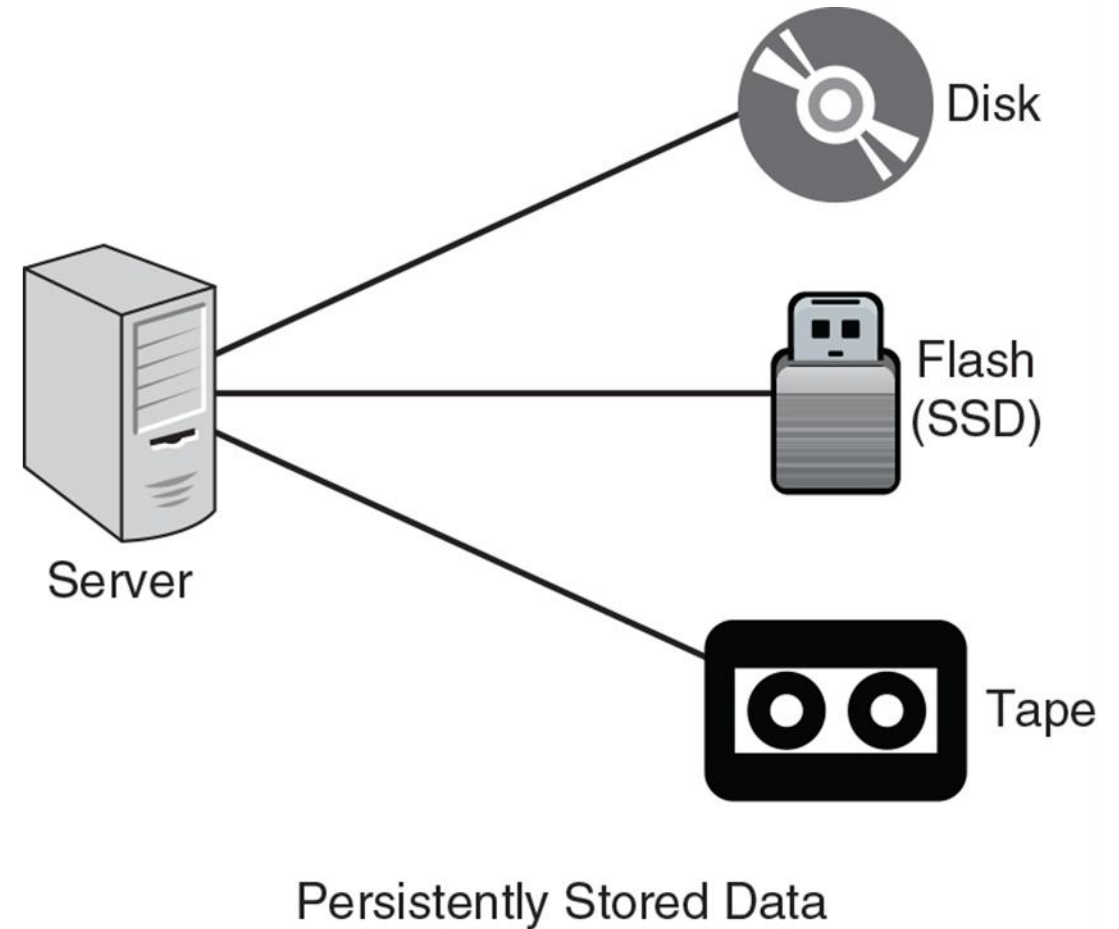 Disk
Flash
(SSD)
Server
Tape
Persistently Stored Data